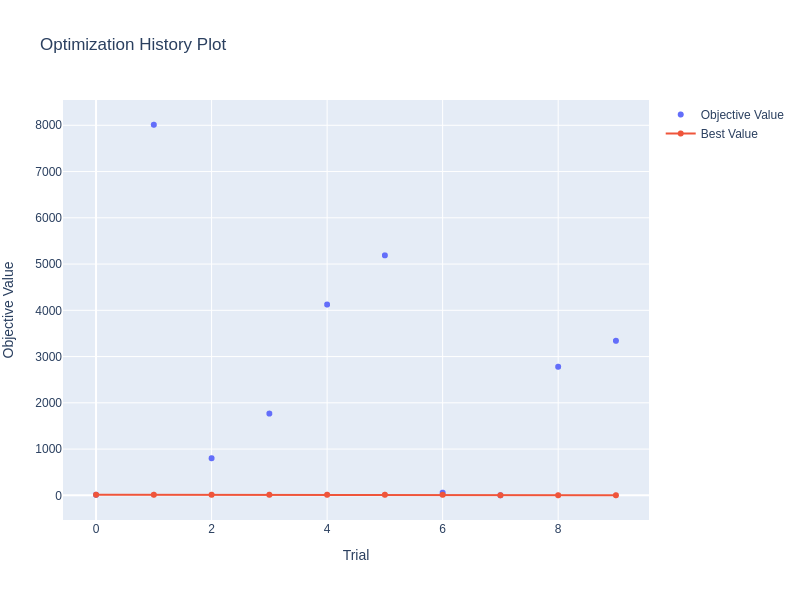 Optimization History Plot
Objective Value
Best Value
8000
7000
6000
5000
4000
3000
2000
1000
0
Objective Value
0 2 4 6 8
Trial